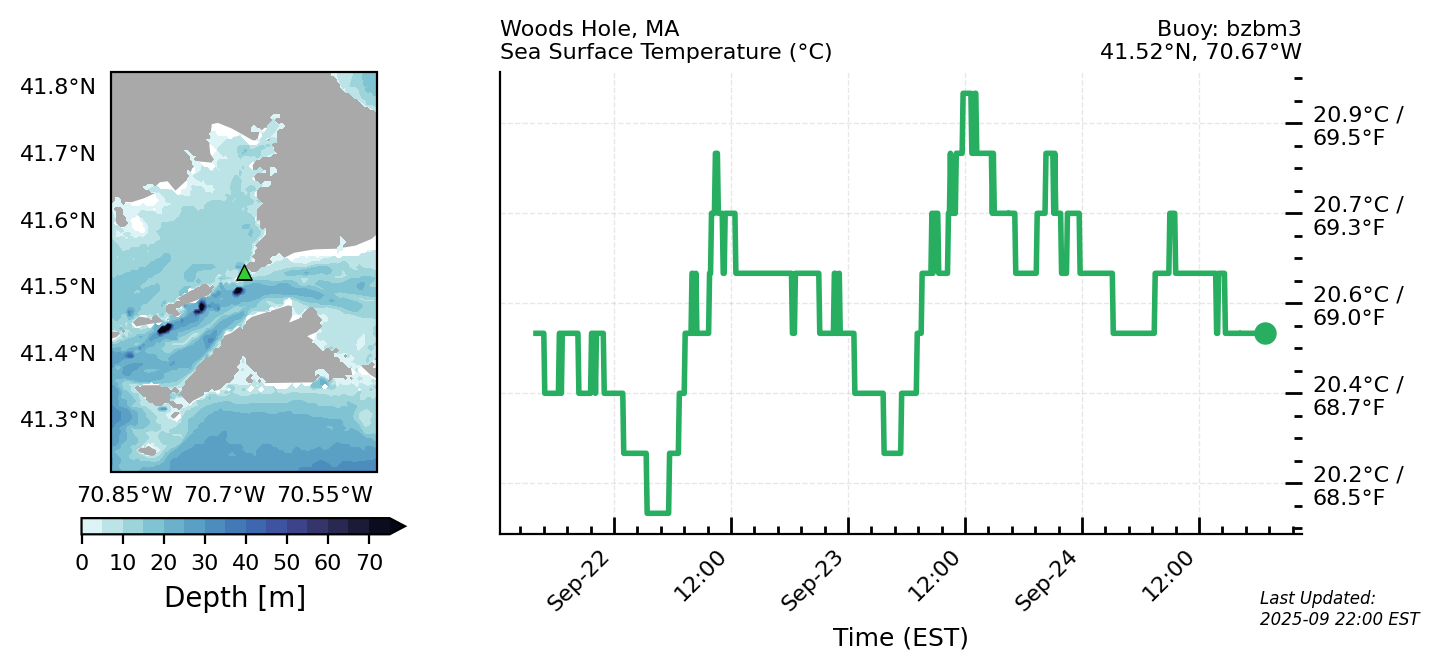 Woods Hole, MA
Sea Surface Temperature (°C)
Buoy: bzbm3
41.52°N, 70.67°W
41.8°N
41.7°N
41.6°N
41.5°N
41.4°N
41.3°N
70.85°W 70.7°W 70.55°W
0 10 20 30 40 50 60 70
Depth [m]
20.9°C /
69.5°F
20.7°C /
69.3°F
20.6°C /
69.0°F
20.4°C /
68.7°F
20.2°C /
68.5°F
Sep-22
12:00
Sep-23
12:00
Sep-24
12:00
Time (EST)
Last Updated:
2025-09 22:00 EST